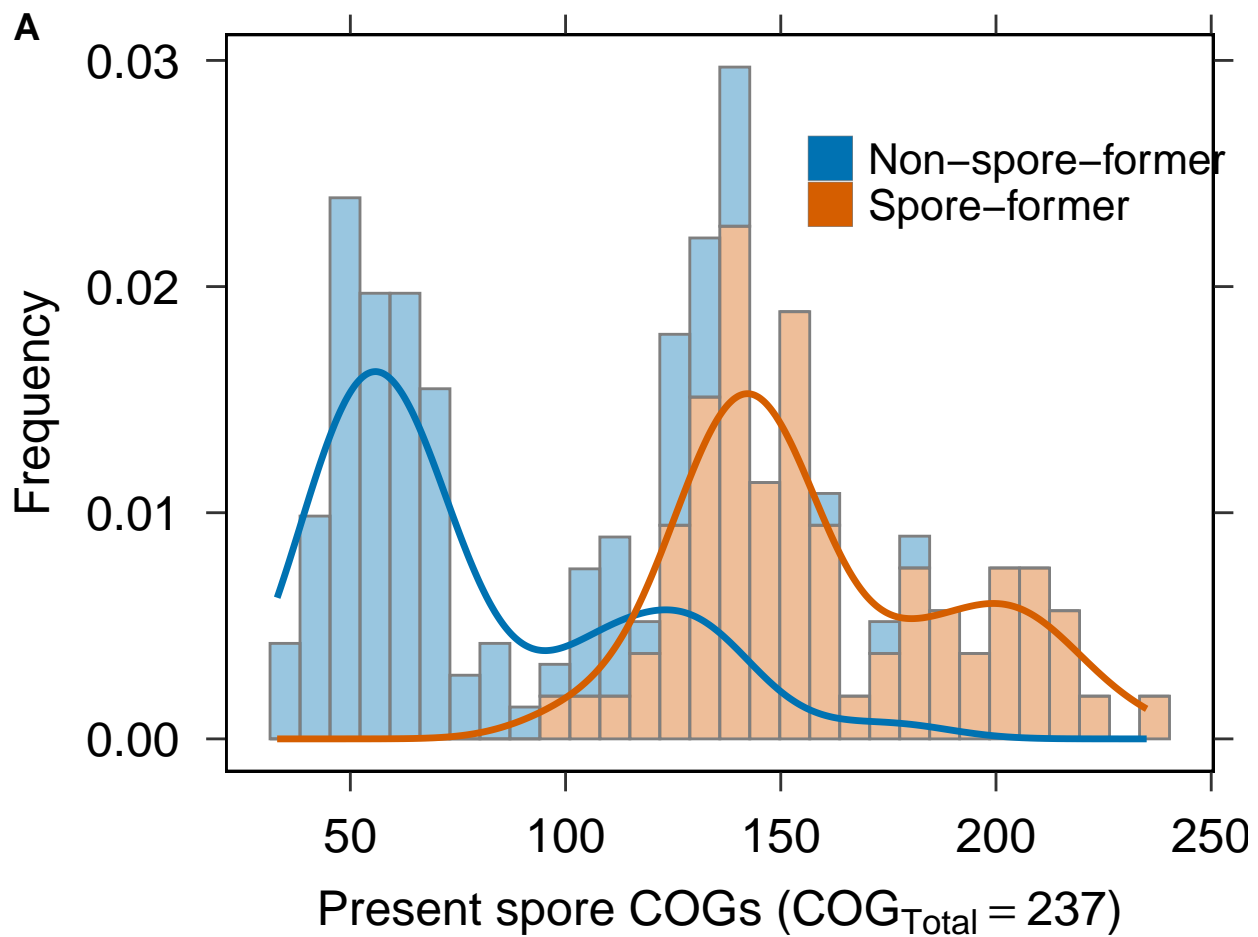 A
0.03
0.02
0.01
0.00
Frequency
Non−spore−former
Spore−former
50 100 150 200 250
Present spore COGs (COG_Total = 237)